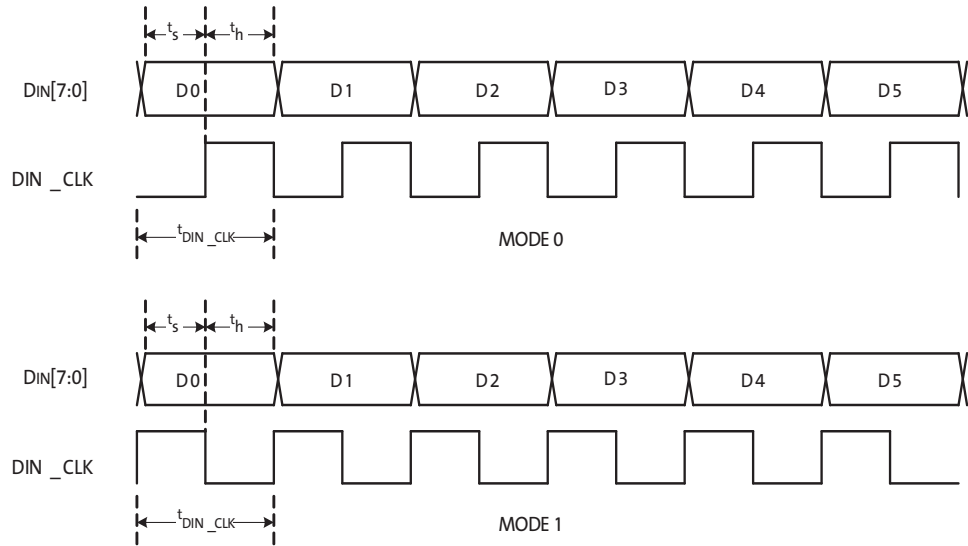 ts th
DIN[7:0] D0 D1 D2 D3 D4 D5
DIN _CLK
tDIN _CLK MODE 0
ts th
DIN[7:0] D0 D1 D2 D3 D4 D5
DIN _CLK
tDIN _CLK MODE 1